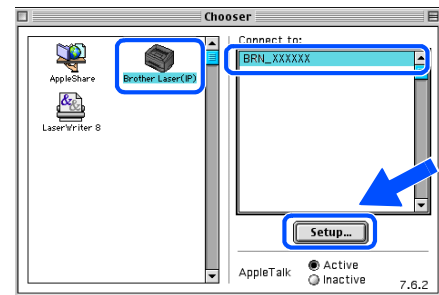 Chooser
Connect to:
AppleShare
Brother Laser(IP)
LaserWriter 8
BRN_XXXXXX
Setup...
AppleTalk
Active
Inactive
7.6.2